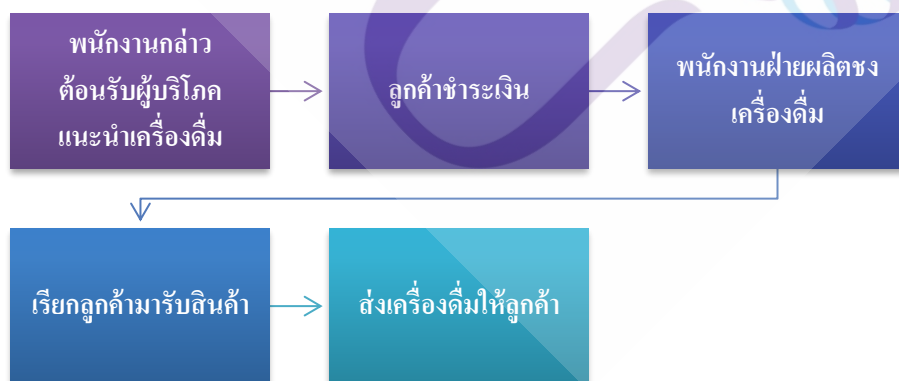 พนักงานกล่าว
ต้อนรับผู้บริโภค
แนะนำเครื่องดื่ม
ลูกค้าชำระเงิน
พนักงานฝ่ายผลิตชง
เครื่องดื่ม
เรียกลูกค้ามารับสินค้า
ส่งเครื่องดื่มให้ลูกค้า